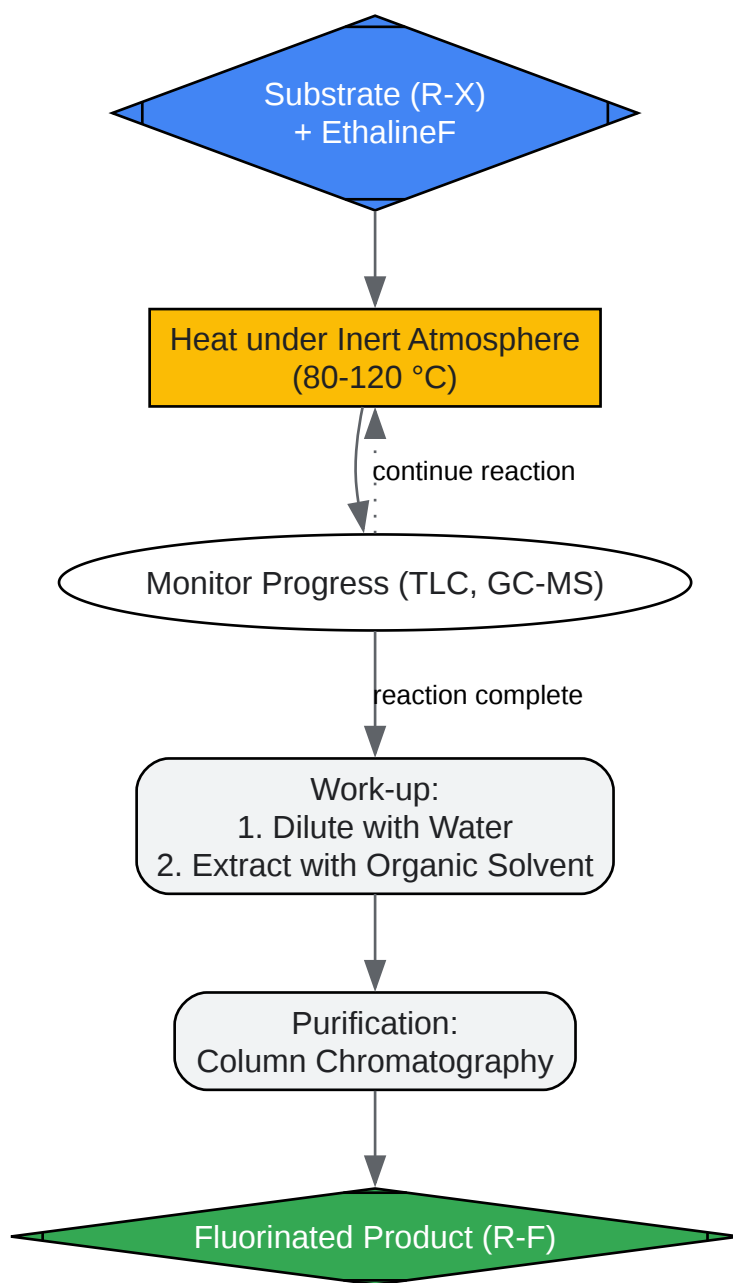 Substrate (R-X)
+ EthalineF
Heat under Inert Atmosphere
(80-120 °C)
continue reaction
Monitor Progress (TLC, GC-MS)
reaction complete
Work-up:
1. Dilute with Water
2. Extract with Organic Solvent
Purification:
Column Chromatography
Fluorinated Product (R-F)